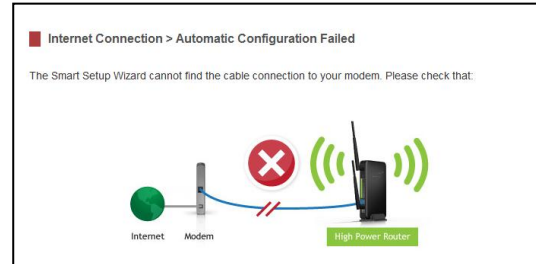 Internet Connection > Automatic Configuration Failed
The Smart Setup Wizard cannot find the cable connection to your modem. Please check that:
Internet
Modem
High Power Router